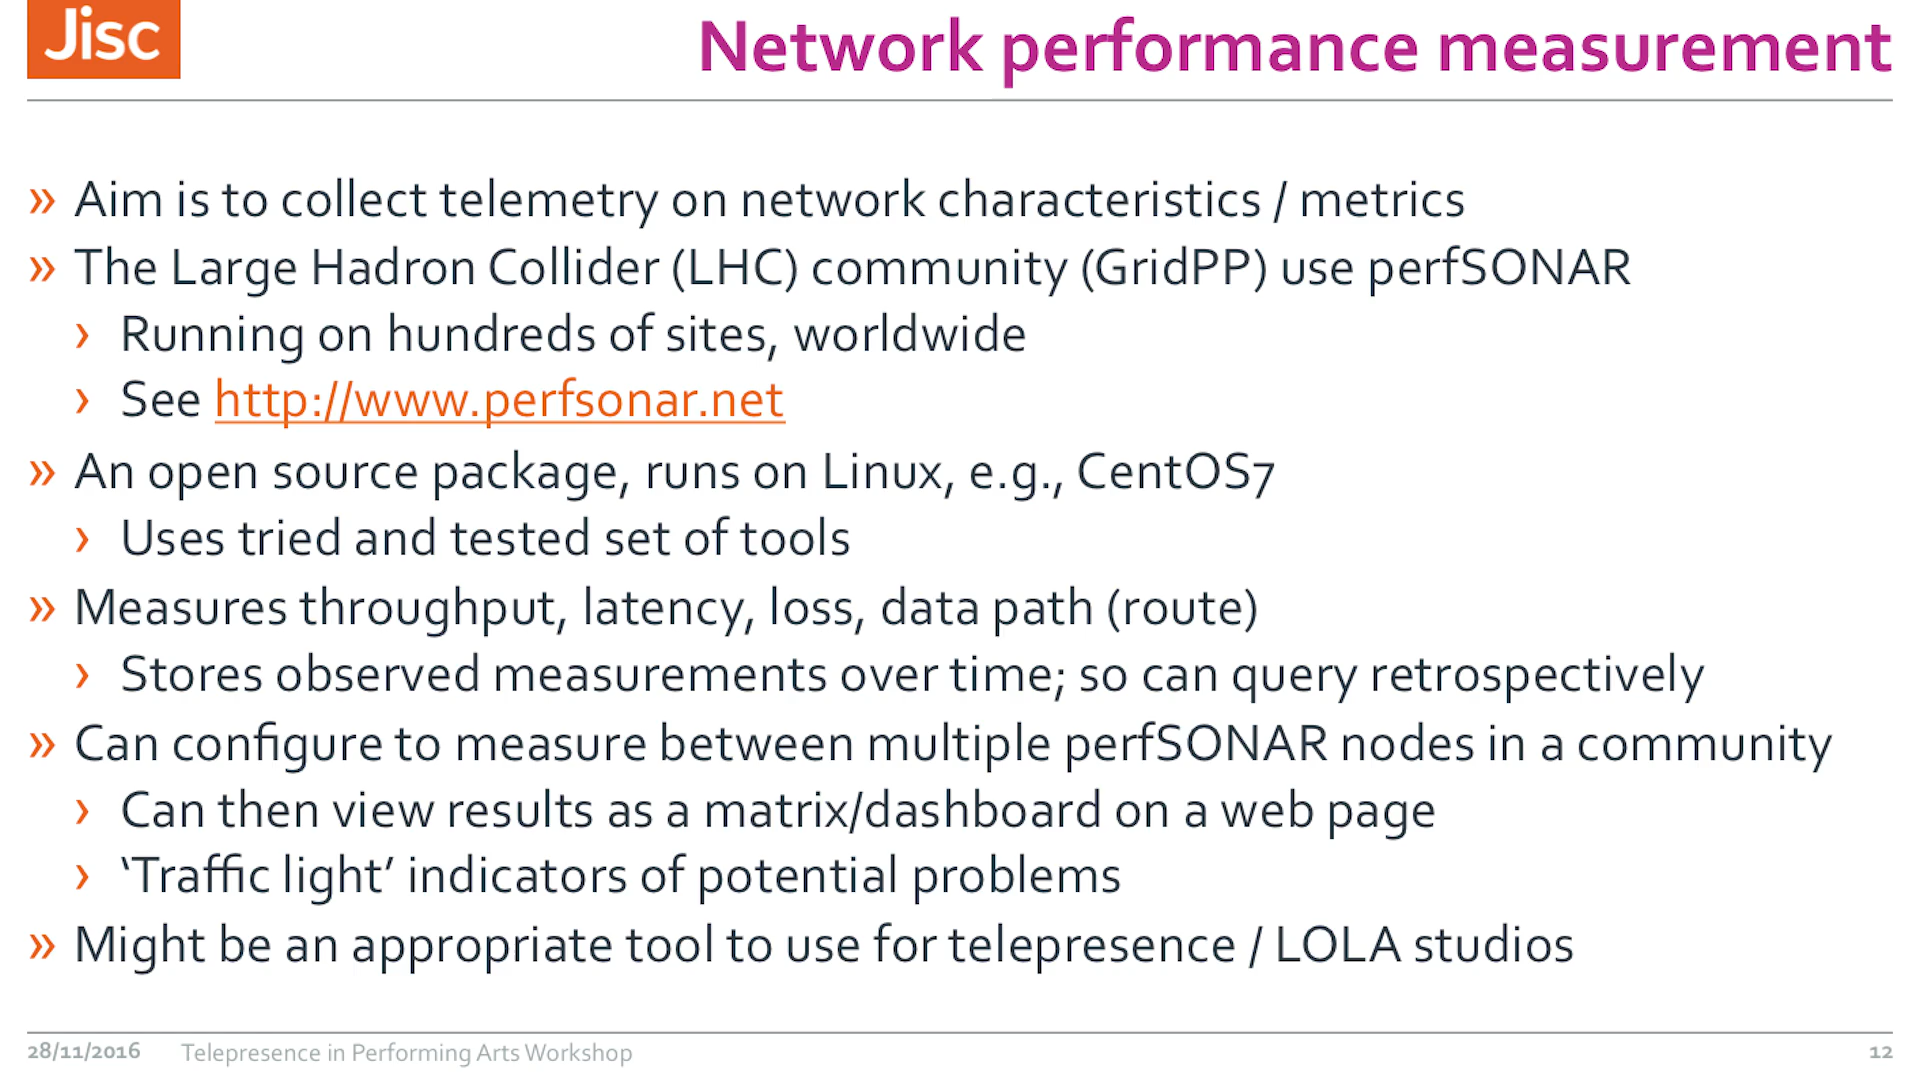 Jisc
Network performance measurement
» Aim is to collect telemetry on network characteristics / metrics
» The Large Hadron Collider (LHC) community (GridPP) use perfSONAR
› Running on hundreds of sites, worldwide
› See http://www.perfsonar.net
» An open source package, runs on Linux, e.g., CentOS7
› Uses tried and tested set of tools
» Measures throughput, latency, loss, data path (route)
› Stores observed measurements over time; so can query retrospectively
» Can configure to measure between multiple perfSONAR nodes in a community
› Can then view results as a matrix/dashboard on a web page
› ‘Traffic light’ indicators of potential problems
» Might be an appropriate tool to use for telepresence / LOLA studios
28/11/2016 Telepresence in Performing Arts Workshop 12